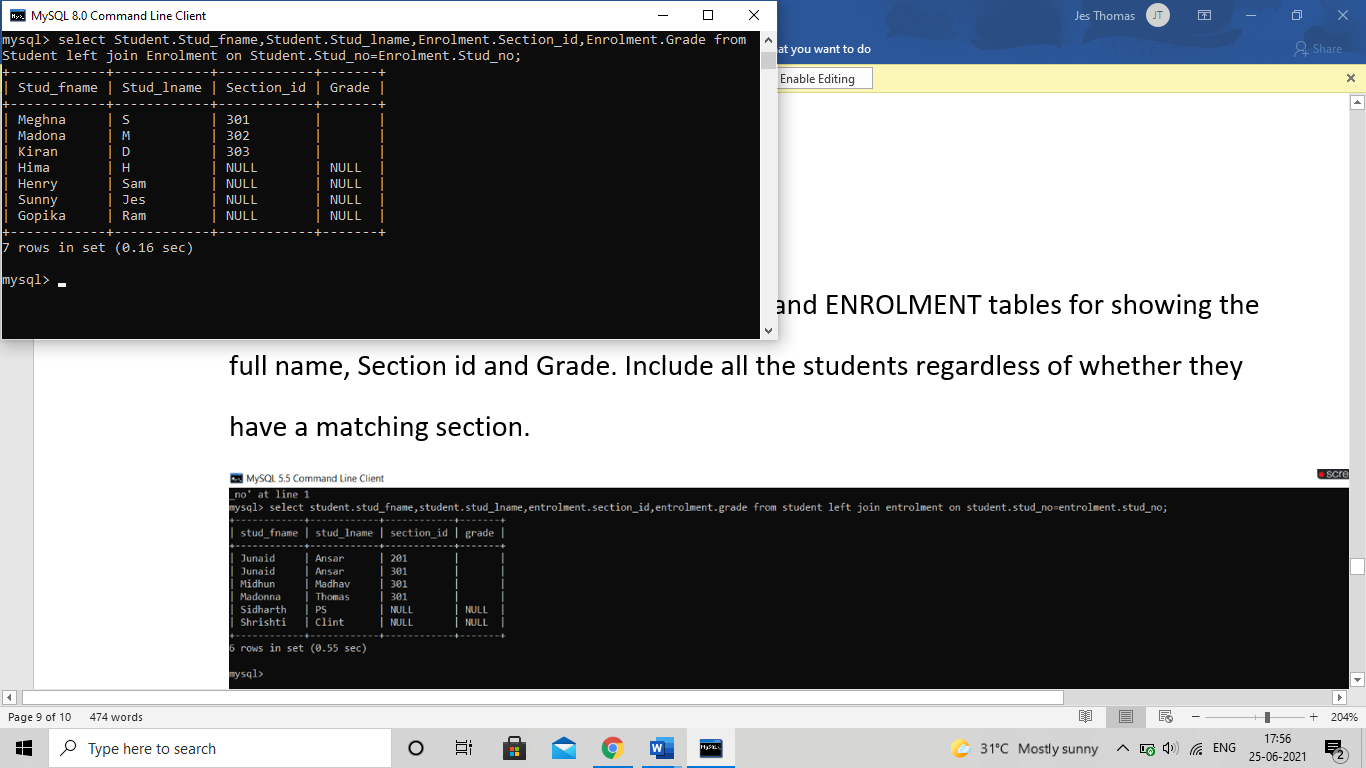 MySQL 8.0 Command Line Client
mysql> select Student.Stud_fname,Student.Stud_lname,Enrolment.Section_id,Enrolment.Grade from
Student left join Enrolment on Student.Stud_no=Enrolment.Stud_no;
+------------+------------+------------+-------+
| Stud_fname | Stud_lname | Section_id | Grade |
+------------+------------+------------+-------+
| Meghna     | S          | 301        |       |
| Madona     | M          | 302        |       |
| Kiran      | D          | 303        |       |
| Hima       | H          | NULL       | NULL  |
| Henry      | Sam        | NULL       | NULL  |
| Sunny      | Jes        | NULL       | NULL  |
| Gopika     | Ram        | NULL       | NULL  |
+------------+------------+------------+-------+
7 rows in set (0.16 sec)
mysql>
Jes Thomas JT
at you want to do
Share
Enable Editing
and ENROLMENT tables for showing the
full name, Section id and Grade. Include all the students regardless of whether they
have a matching section.
MySQL 5.5 Command Line Client
scre
_no' at line 1
mysql> select student.stud_fname,student.stud_lname,entrolment.section_id,entrolment.grade from student left join entrolment on student.stud_no=entrolment.stud_no;
+------------+------------+------------+-------+
| stud_fname | stud_lname | section_id | grade |
+------------+------------+------------+-------+
| Junaid     | Ansar      | 201        |       |
| Junaid     | Ansar      | 301        |       |
| Midhun     | Madhav     | 301        |       |
| Madonna    | Thomas     | 301        |       |
| Sidharth   | PS         | NULL       | NULL  |
| Shrishti   | Clint      | NULL       | NULL  |
+------------+------------+------------+-------+
6 rows in set (0.55 sec)
mysql>
Page 9 of 10 474 words
204%
Type here to search
31°C Mostly sunny
ENG
17:56
25-06-2021
2